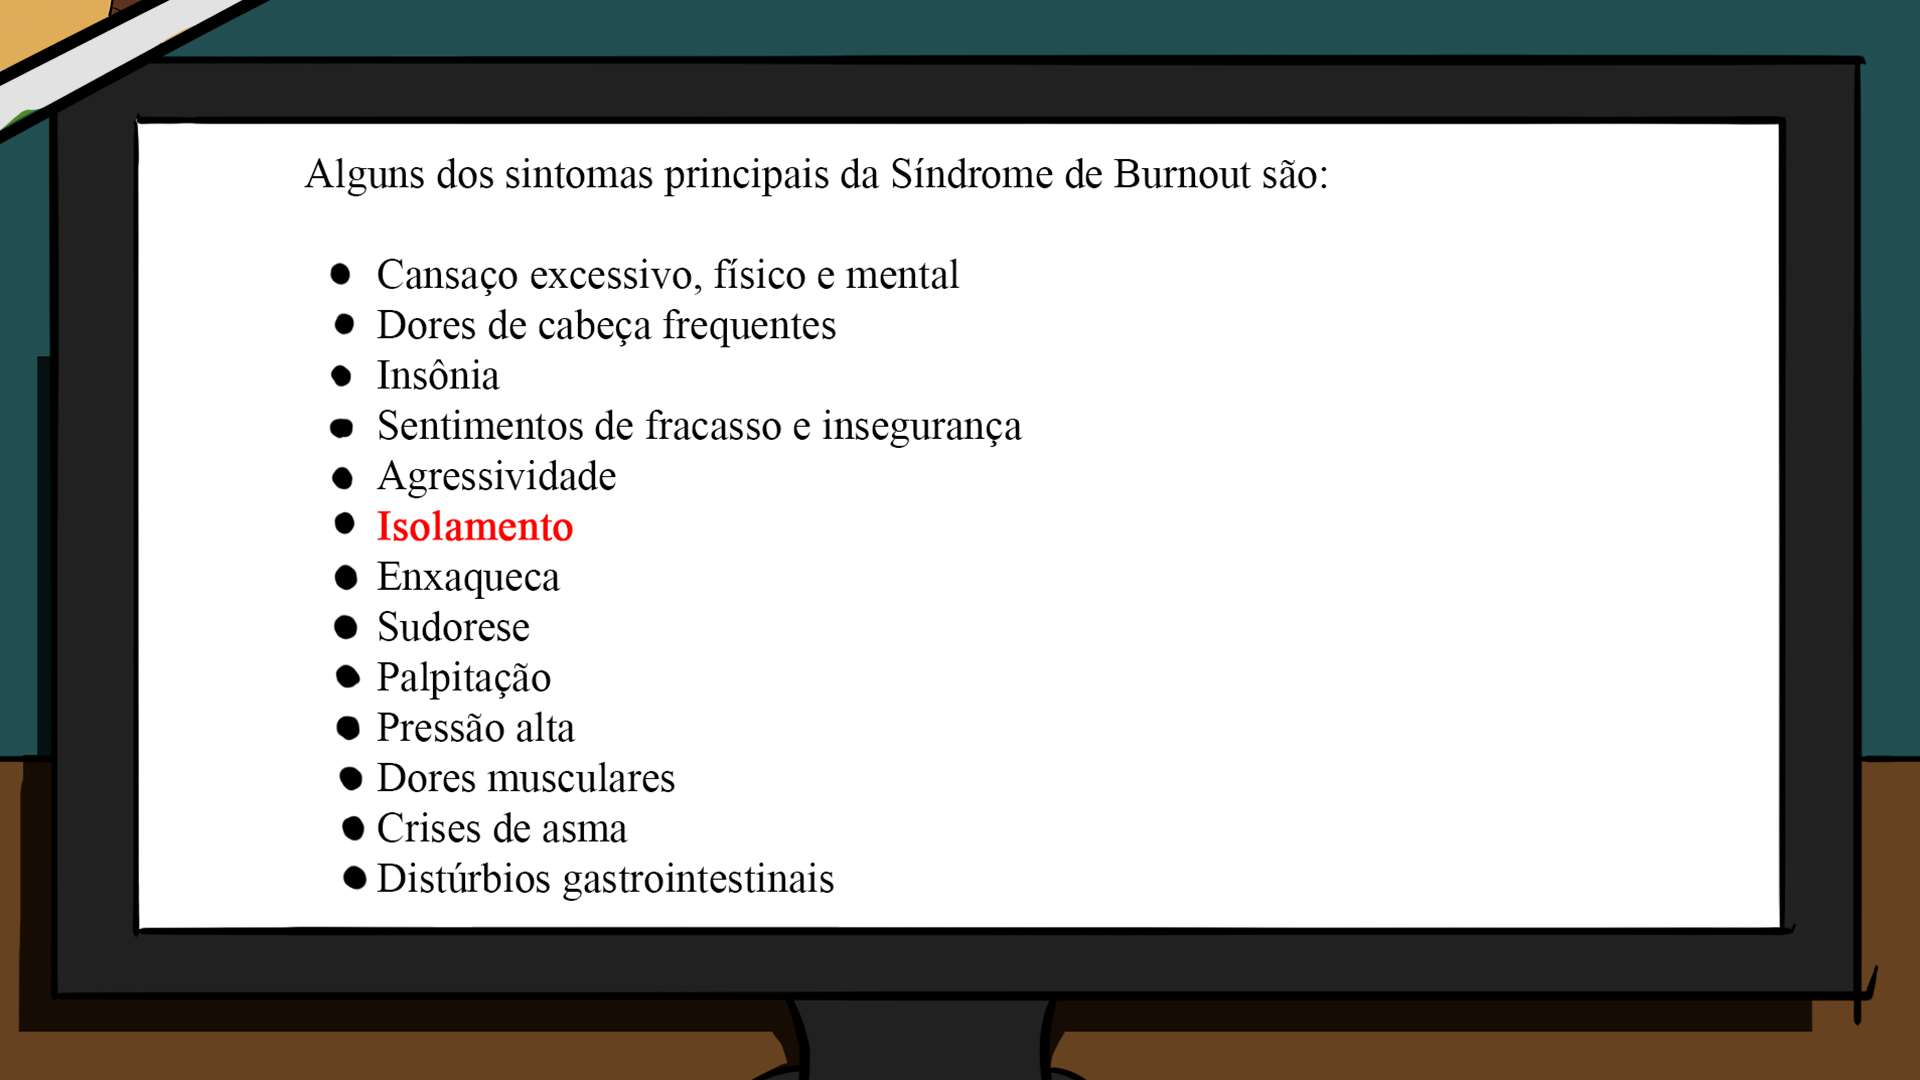 Alguns dos sintomas principais da Síndrome de Burnout são:
● Cansaço excessivo, físico e mental
● Dores de cabeça frequentes
● Insônia
● Sentimentos de fracasso e insegurança
● Agressividade
● Isolamento
● Enxaqueca
● Sudorese
● Palpitação
● Pressão alta
● Dores musculares
● Crises de asma
● Distúrbios gastrointestinais